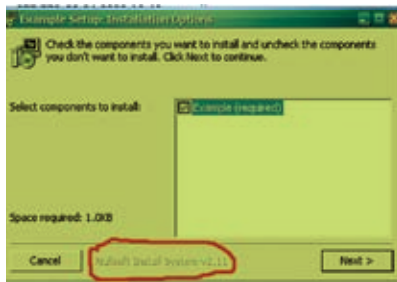 Example Setup: Installation Options
Check the components you want to install and uncheck the components
you don't want to install. Click Next to continue.
Select components to install:
Example (required)
Space required: 1.0KB
Cancel
Nullsoft Install System v2.11
Next >